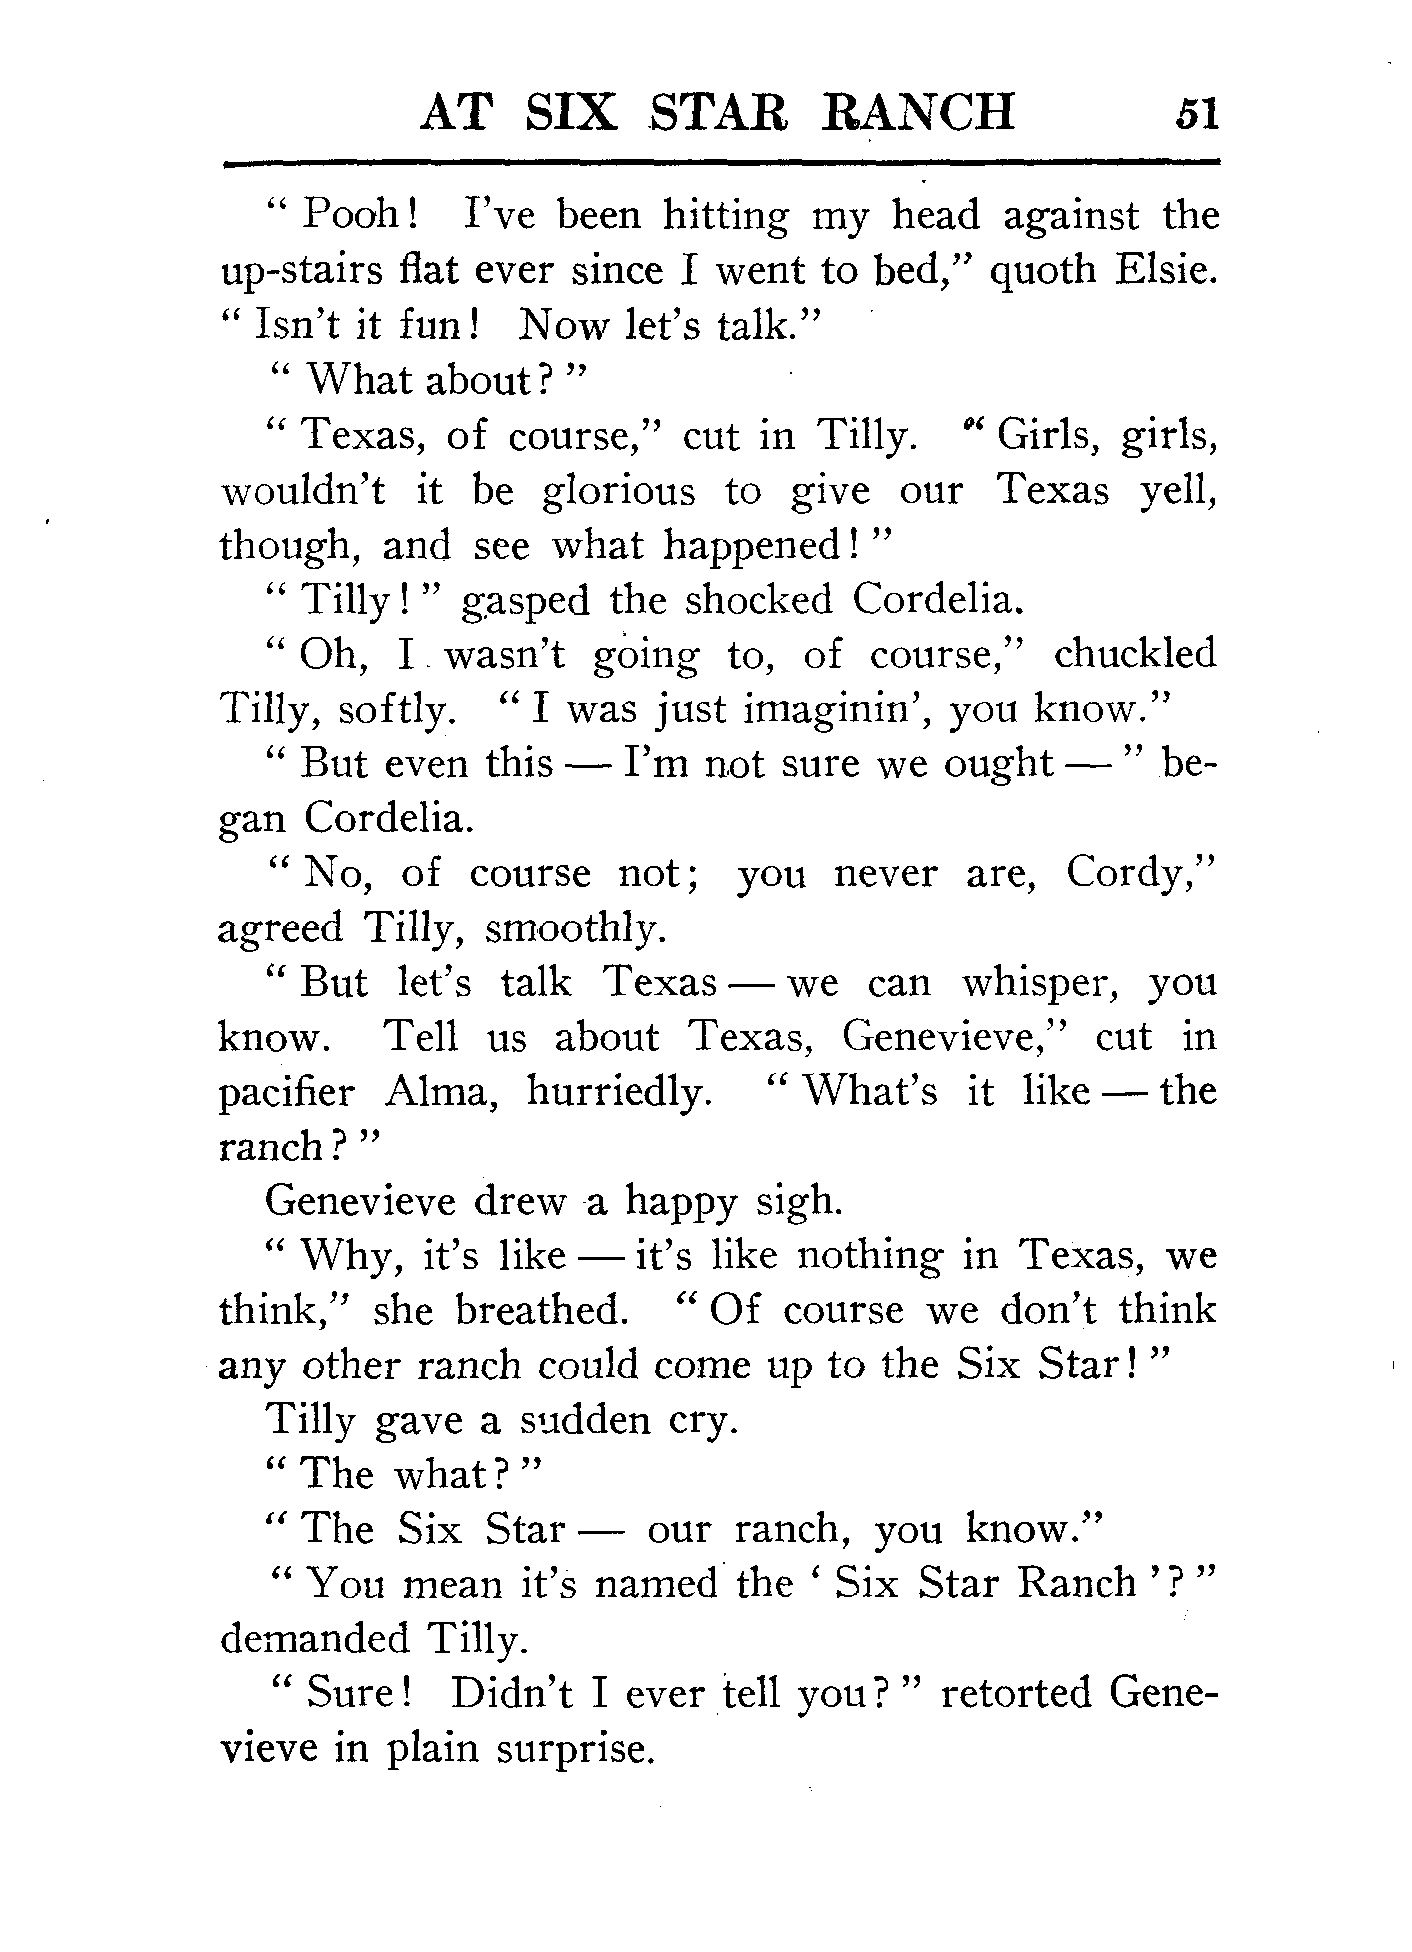 AT SIX STAR RANCH 51
" Pooh! I've been hitting my head against the
up-stairs flat ever since I went to bed," quoth Elsie.
" Isn't it fun! Now let's talk."
" What about? "
" Texas, of course," cut in Tilly. " Girls, girls,
wouldn't it be glorious to give our Texas yell,
though, and see what happened! "
" Tilly! " gasped the shocked Cordelia.
" Oh, I wasn't going to, of course," chuckled
Tilly, softly. " I was just imaginin', you know."
" But even this — I'm not sure we ought — " be-
gan Cordelia.
" No, of course not; you never are, Cordy,"
agreed Tilly, smoothly.
" But let's talk Texas — we can whisper, you
know. Tell us about Texas, Genevieve," cut in
pacifier Alma, hurriedly. " What's it like — the
ranch? "
Genevieve drew a happy sigh.
" Why, it's like — it's like nothing in Texas, we
think," she breathed. " Of course we don't think
any other ranch could come up to the Six Star! "
Tilly gave a sudden cry.
" The what? "
" The Six Star — our ranch, you know."
" You mean it's named the ' Six Star Ranch '? "
demanded Tilly.
" Sure! Didn't I ever tell you? " retorted Gene-
vieve in plain surprise.